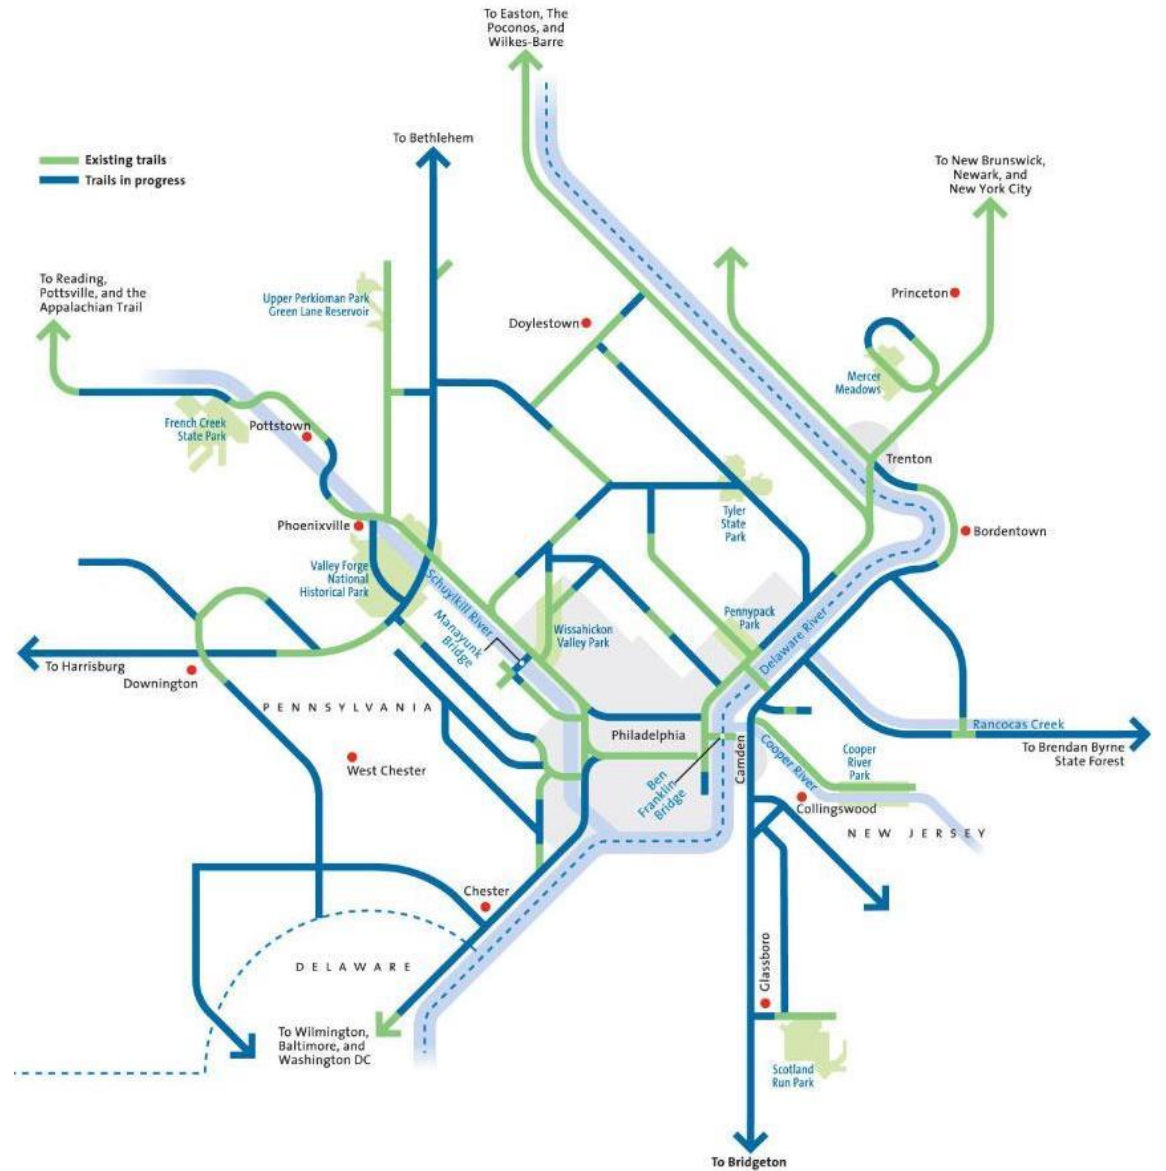 To Easton, The
Poconos, and
Wilkes-Barre
To Bethlehem
Existing trails
Trails in progress
To New Brunswick,
Newark, and
New York City
To Reading,
Pottsville, and the
Appalachian Trail
Upper Perkioman Park
Green Lane Reservoir
Doylestown
Princeton
Mercer
Meadows
French Creek
State Park
Pottstown
Trenton
Phoenixville
Tyler
State
Park
Bordentown
Valley Forge
National
Historical Park
Schuylkill River
Manayunk
Bridge
Wissahickon
Valley Park
Pennypack
Park
Delaware River
To Harrisburg
Downington
PENNSYLVANIA
Philadelphia
Camden
Cooper River
Rancocas Creek
To Brendan Byrne
State Forest
West Chester
Ben
Franklin
Bridge
Cooper
River
Park
Collingswood
NEW JERSEY
Chester
DELAWARE
Glassboro
To Wilmington,
Baltimore, and
Washington DC
Scotland
Run Park
To Bridgeton